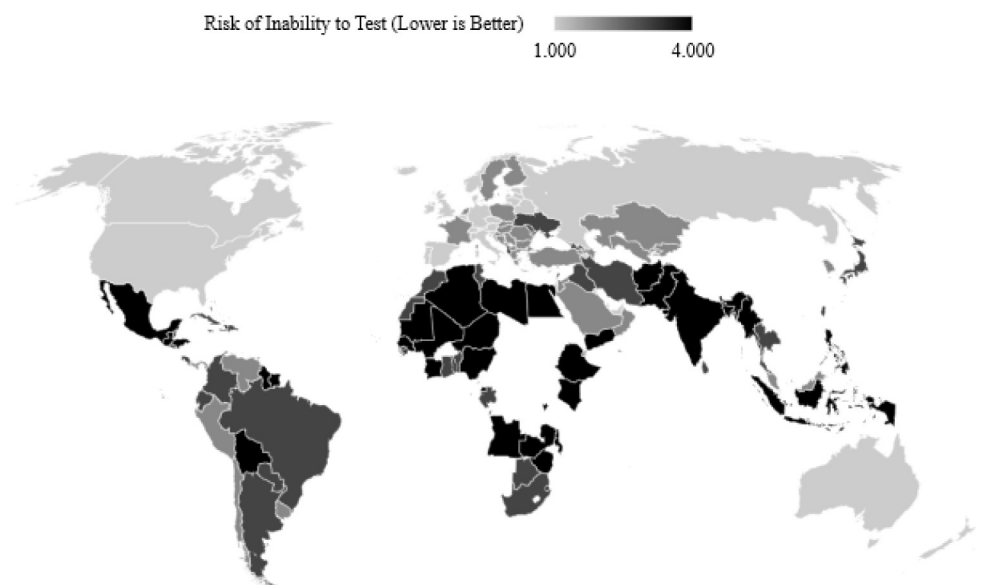 Risk of Inability to Test (Lower is Better)
1.000 4.000